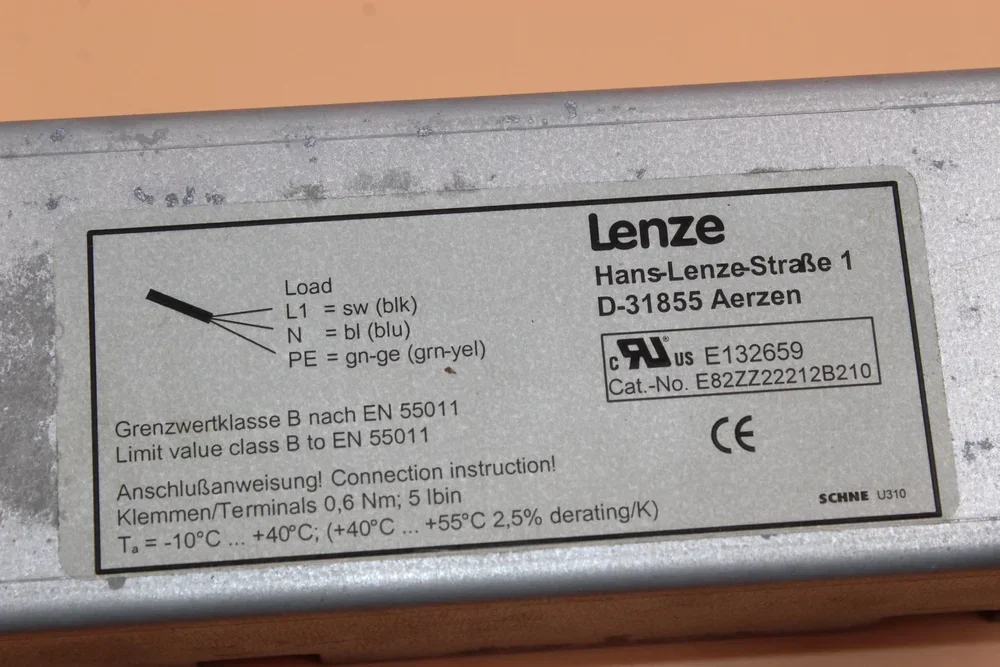 Lenze
Hans-Lenze-Straße 1
D-31855 Aerzen
c RU® US E132659
Cat.-No. E82ZZ22212B210
CE
Load
L1 = sw (blk)
N = bl (blu)
PE = gn-ge (grn-yel)
Grenzwertklasse B nach EN 55011
Limit value class B to EN 55011
Anschlußanweisung! Connection instruction!
Klemmen/Terminals 0,6 Nm; 5 lbin
Ta = -10°C ... +40°C; (+40°C ... +55°C 2,5% derating/K)
SCHNE U310